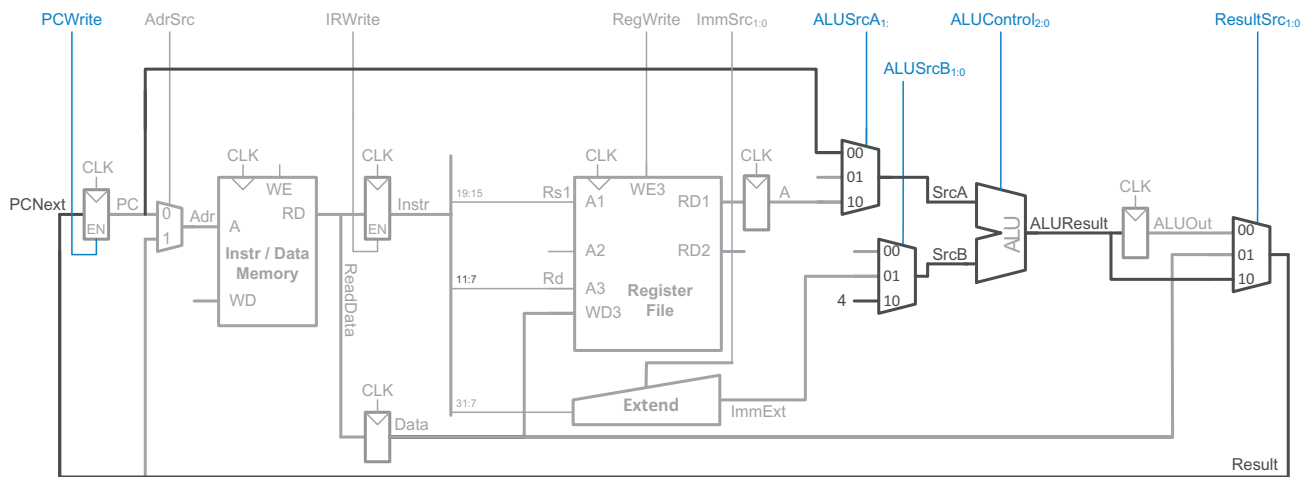 PCWrite
AdrSrc
IRWrite
RegWrite
ImmSrc1:0
ALUSrcA1:
ALUControl2:0
ResultSrc1:0
ALUSrcB1:0
CLK
CLK
CLK
CLK
CLK
CLK
PCNext
PC
EN
0
1
Adr
WE
RD
A
Instr / Data
Memory
WD
ReadData
EN
Instr
19:15
Rs1
A1
WE3
RD1
A
A2
RD2
11:7
Rd
A3
WD3
Register
File
00
01
10
SrcA
00
01
10
4
SrcB
ALU
ALUResult
CLK
ALUOut
00
01
10
31:7
Extend
ImmExt
Data
Result